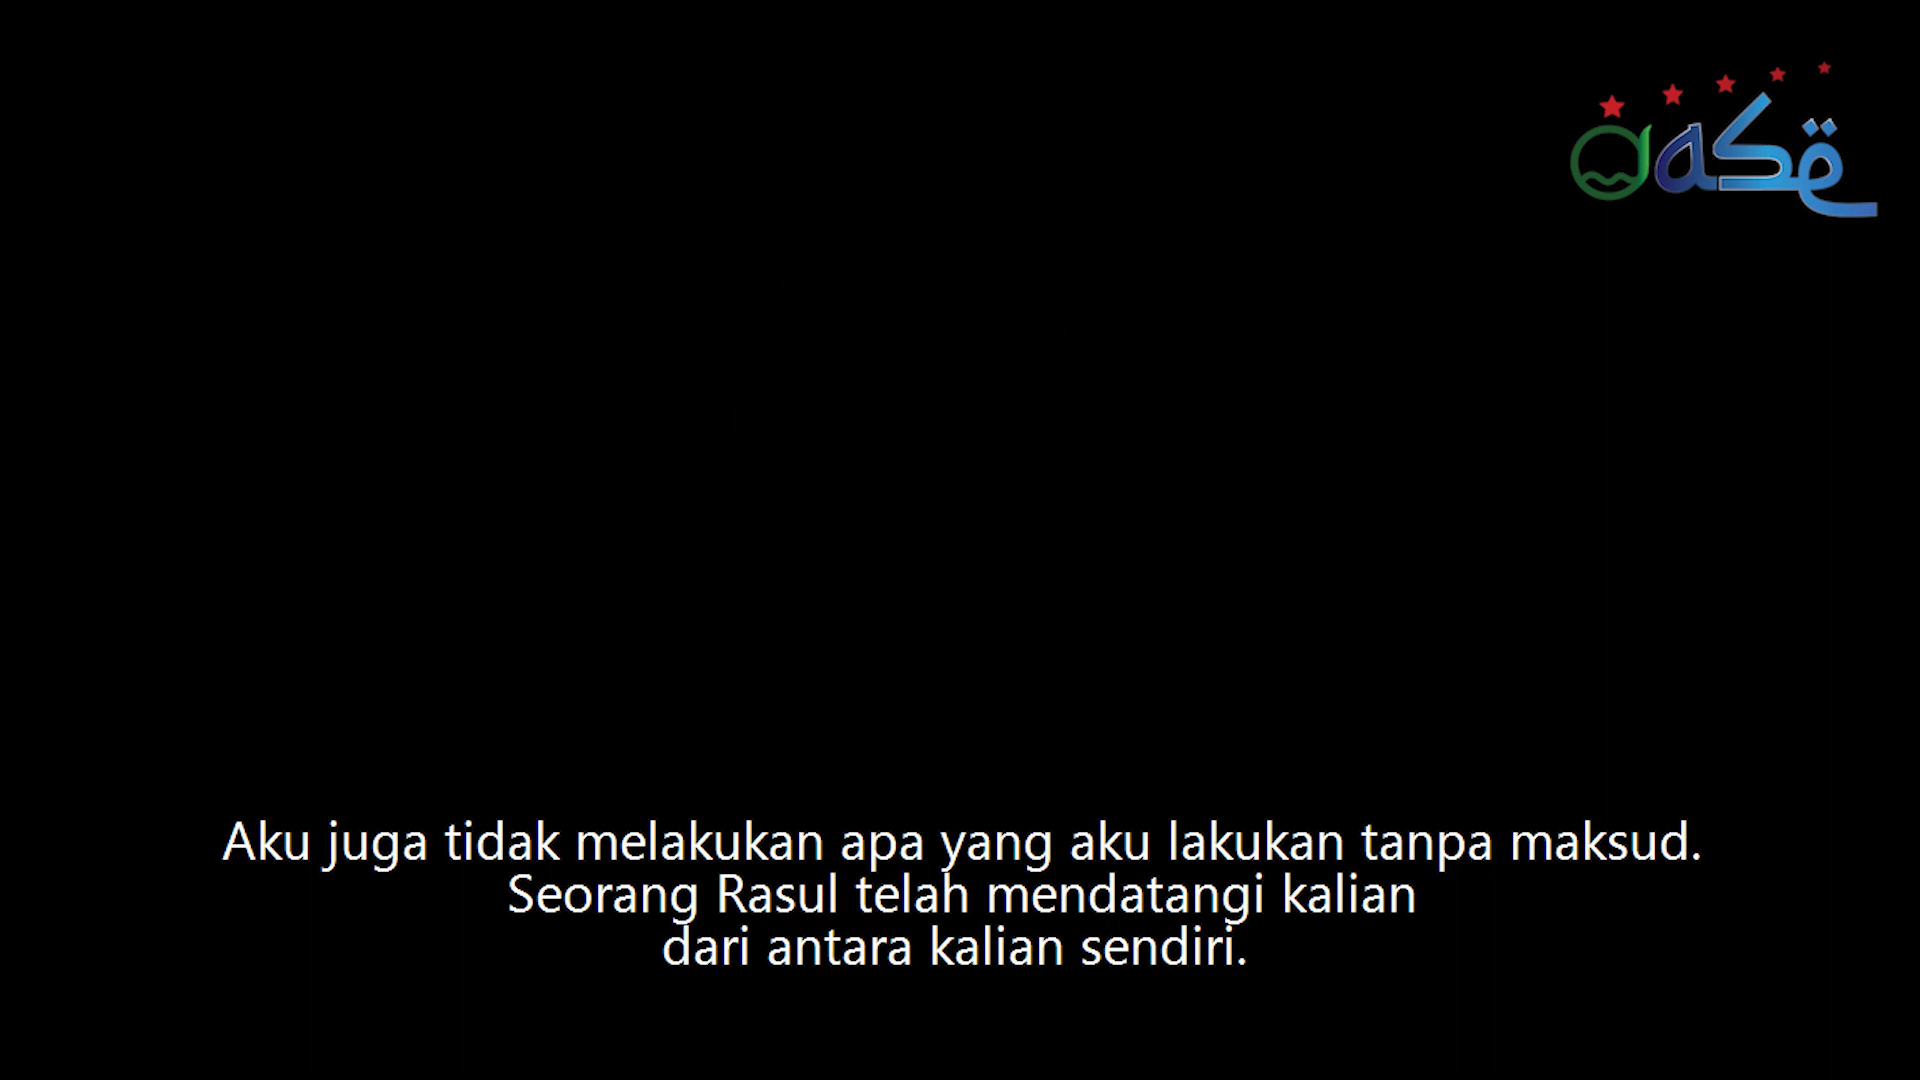 Aku juga tidak melakukan apa yang aku lakukan tanpa maksud.
Seorang Rasul telah mendatangi kalian
dari antara kalian sendiri.